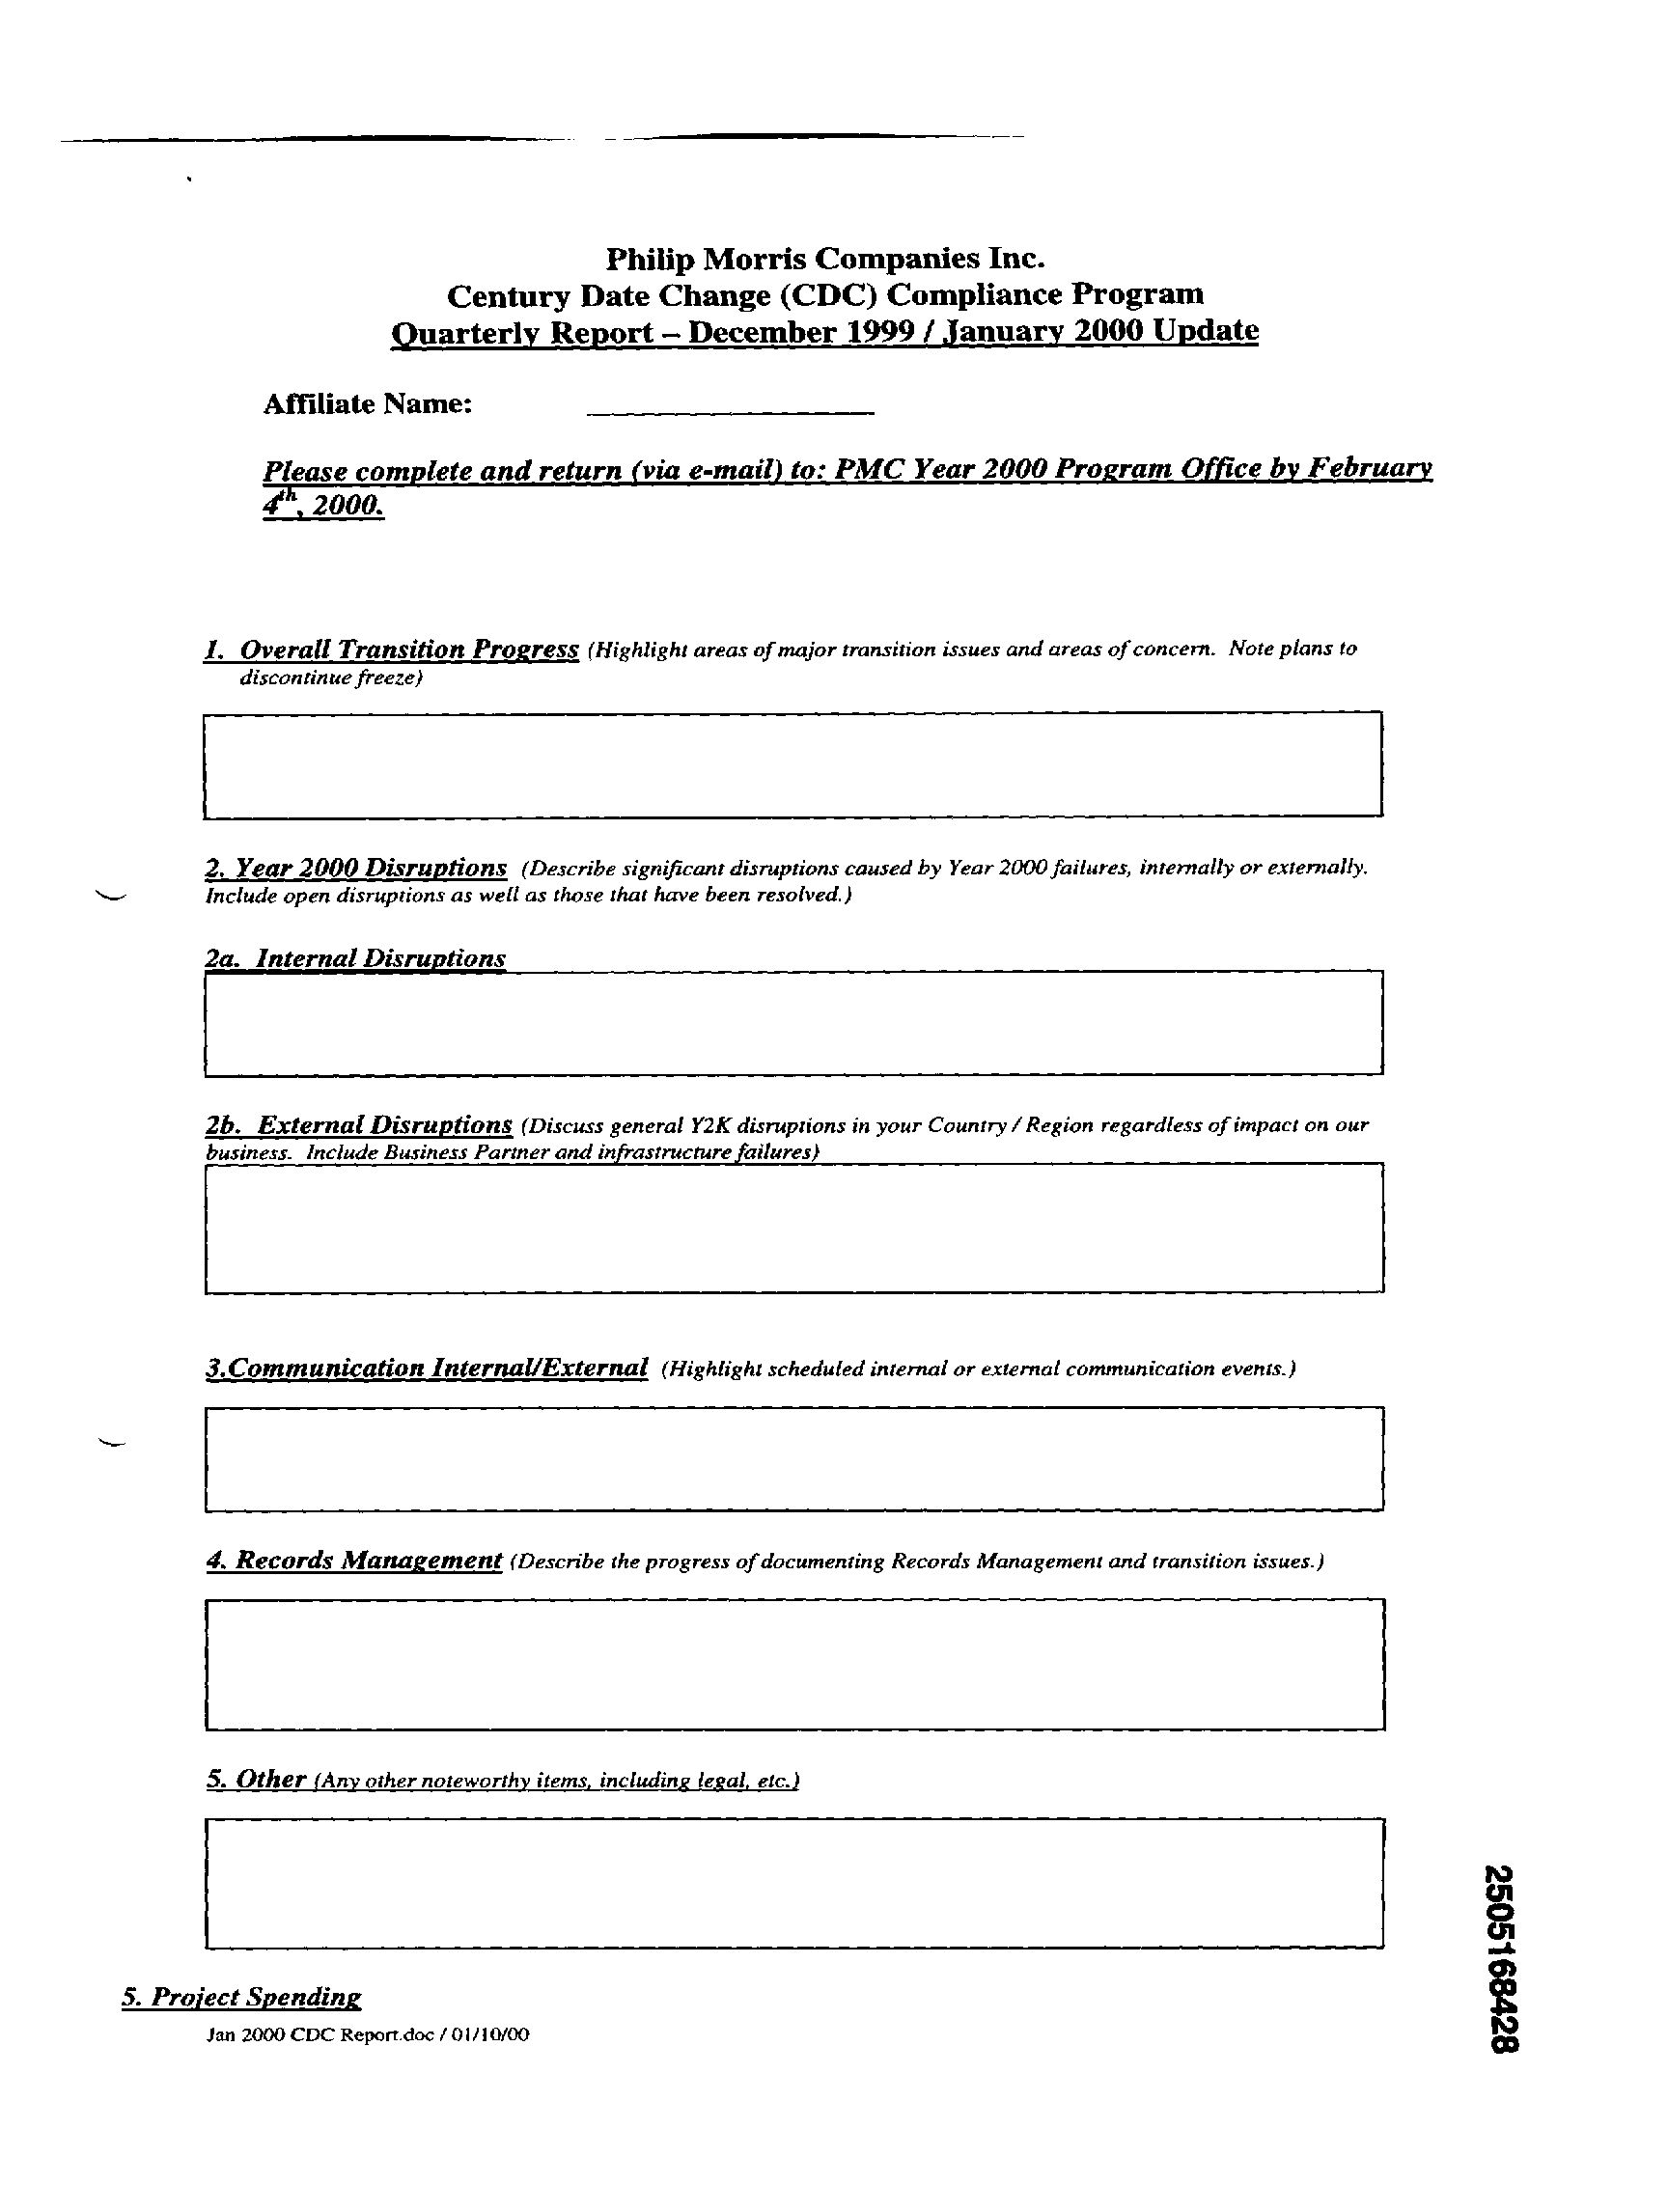 Philip Morris Companies Inc.
Century Date Change (CDC) Compliance Program
Quarterly Report – December 1999 / January 2000 Update
Affiliate Name:
Please complete and return (via e-mail) to: PMC Year 2000 Program Office by February
4th, 2000.
1. Overall Transition Progress (Highlight areas of major transition issues and areas of concern. Note plans to
discontinue freeze)
2. Year 2000 Disruptions (Describe significant disruptions caused by Year 2000 failures, internally or externally.
Include open disruptions as well as those that have been resolved.)
2a. Internal Disruptions
2b. External Disruptions (Discuss general Y2K disruptions in your Country / Region regardless of impact on our
business. Include Business Partner and infrastructure failures)
3.Communication Internal/External (Highlight scheduled internal or external communication events.)
4. Records Management (Describe the progress of documenting Records Management and transition issues.)
5. Other (Any other noteworthy items, including legal, etc.)
5. Project Spending
Jan 2000 CDC Report.doc / 01/10/00
2505168428